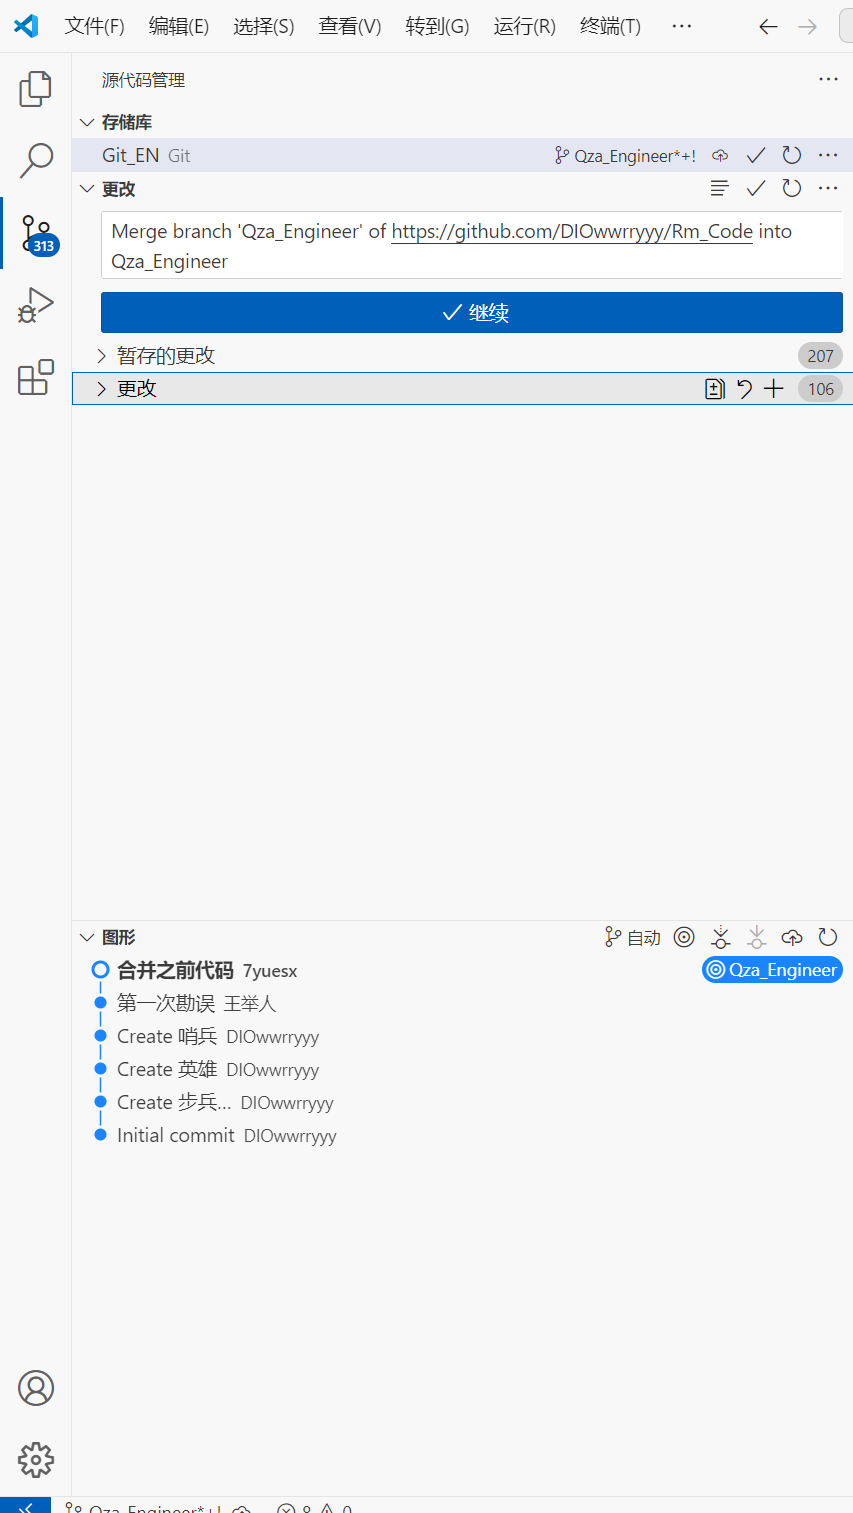 文件(F) 编辑(E) 选择(S) 查看(V) 转到(G) 运行(R) 终端(T) ···
源代码管理
存储库
Git_EN Git Qza_Engineer*+!
更改
Merge branch 'Qza_Engineer' of https://github.com/DIOwwrryyy/Rm_Code into
Qza_Engineer
继续
313
暂存的更改 207
更改 106
图形 自动
合并之前代码 7yuesx Qza_Engineer
第一次勘误 王举人
Create 哨兵 DIOwwrryyy
Create 英雄 DIOwwrryyy
Create 步兵... DIOwwrryyy
Initial commit DIOwwrryyy
Qza_Engineer*+! 8 0